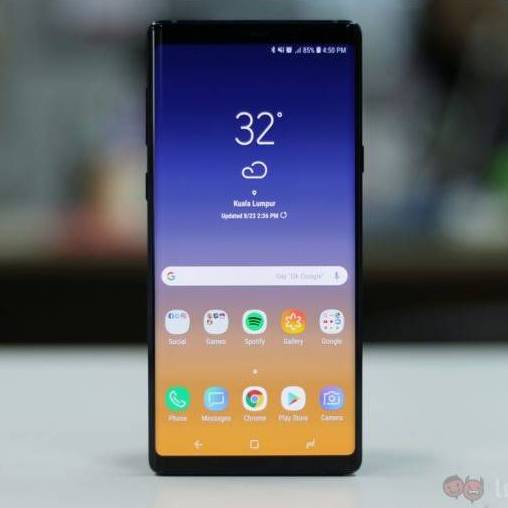 85% 4:50 PM
32°
Kuala Lumpur
Updated 8/23 2:36 PM
G Say "Ok Google"
Social Games Spotify Gallery Google
Phone Messages Chrome Play Store Camera